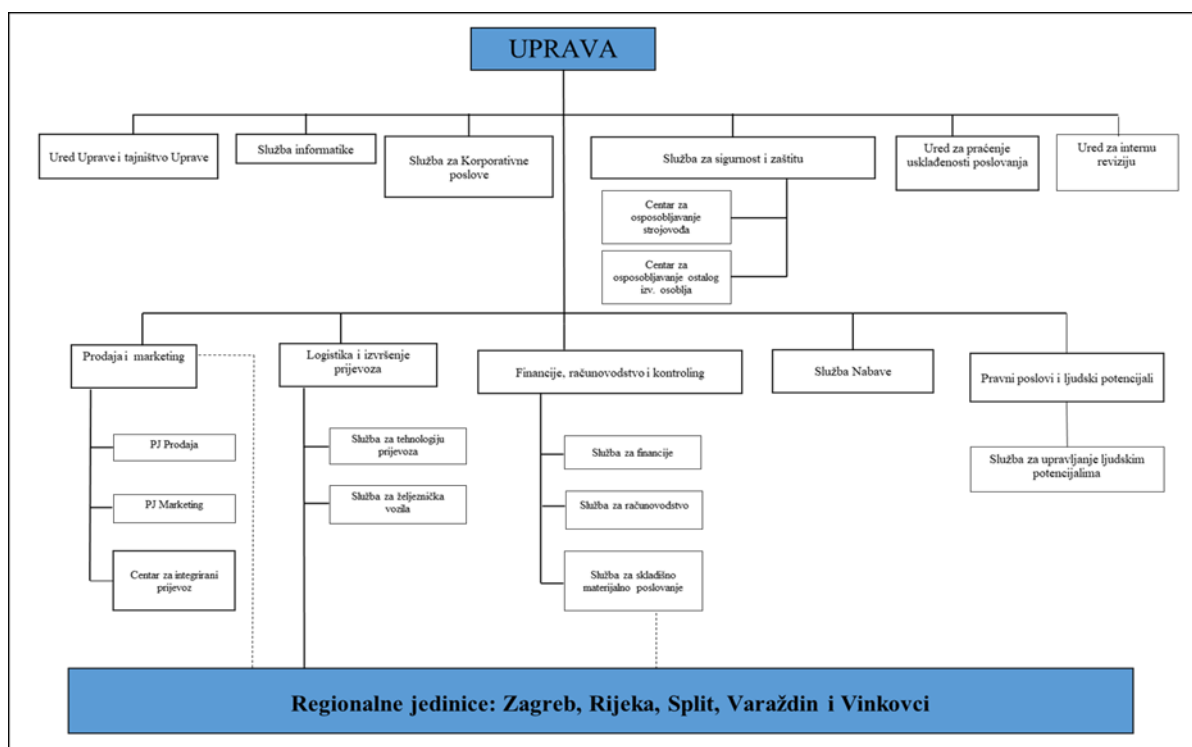 UPRAVA
Ured Uprave i tajništvo Uprave
Služba informatike
Služba za Korporativne
poslove
Služba za sigurnost i zaštitu
Ured za praćenje
usklađenosti poslovanja
Ured za internu
reviziju
Centar za
osposobljavanje
strojovođa
Centar za
osposobljavanje ostalog
izv. osoblja
Prodaja i marketing
Logistika i izvršenje
prijevoza
Financije, računovodstvo i kontroling
Služba Nabave
Pravni poslovi i ljudski potencijali
PJ Prodaja
PJ Marketing
Centar za integrirani
prijevoz
Služba za tehnologiju
prijevoza
Služba za željeznička
vozila
Služba za financije
Služba za računovodstvo
Služba za skladišno
materijalno poslovanje
Služba za upravljanje ljudskim
potencijalima
Regionalne jedinice: Zagreb, Rijeka, Split, Varaždin i Vinkovci